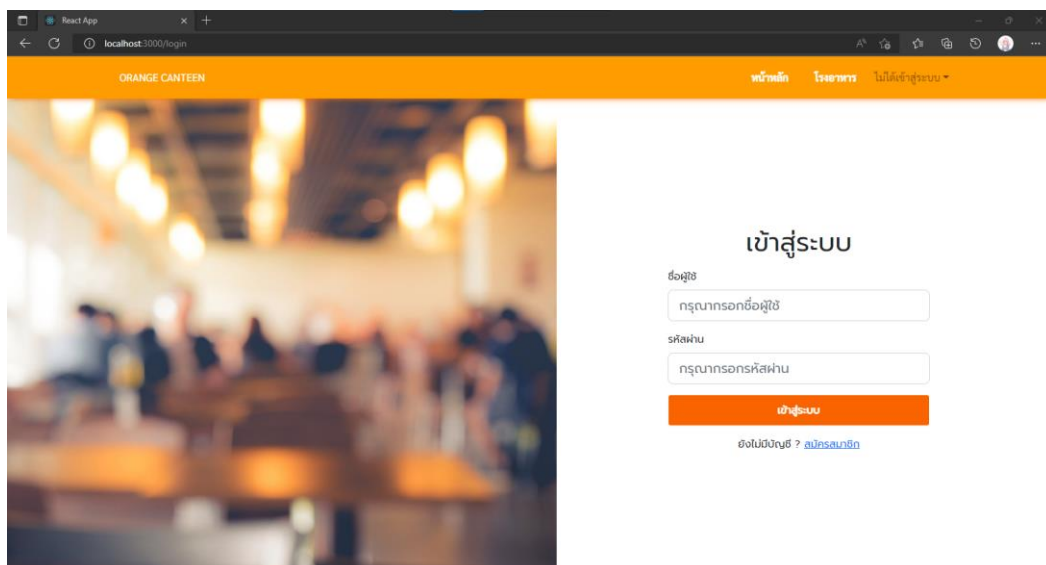 React App
localhost:3000/login
ORANGE CANTEEN
หน้าหลัก โรงอาหาร ไม่ได้เข้าสู่ระบบ
เข้าสู่ระบบ
ชื่อผู้ใช้
กรุณากรอกชื่อผู้ใช้
รหัสผ่าน
กรุณากรอกรหัสผ่าน
เข้าสู่ระบบ
ยังไม่มีบัญชี ? สมัครสมาชิก